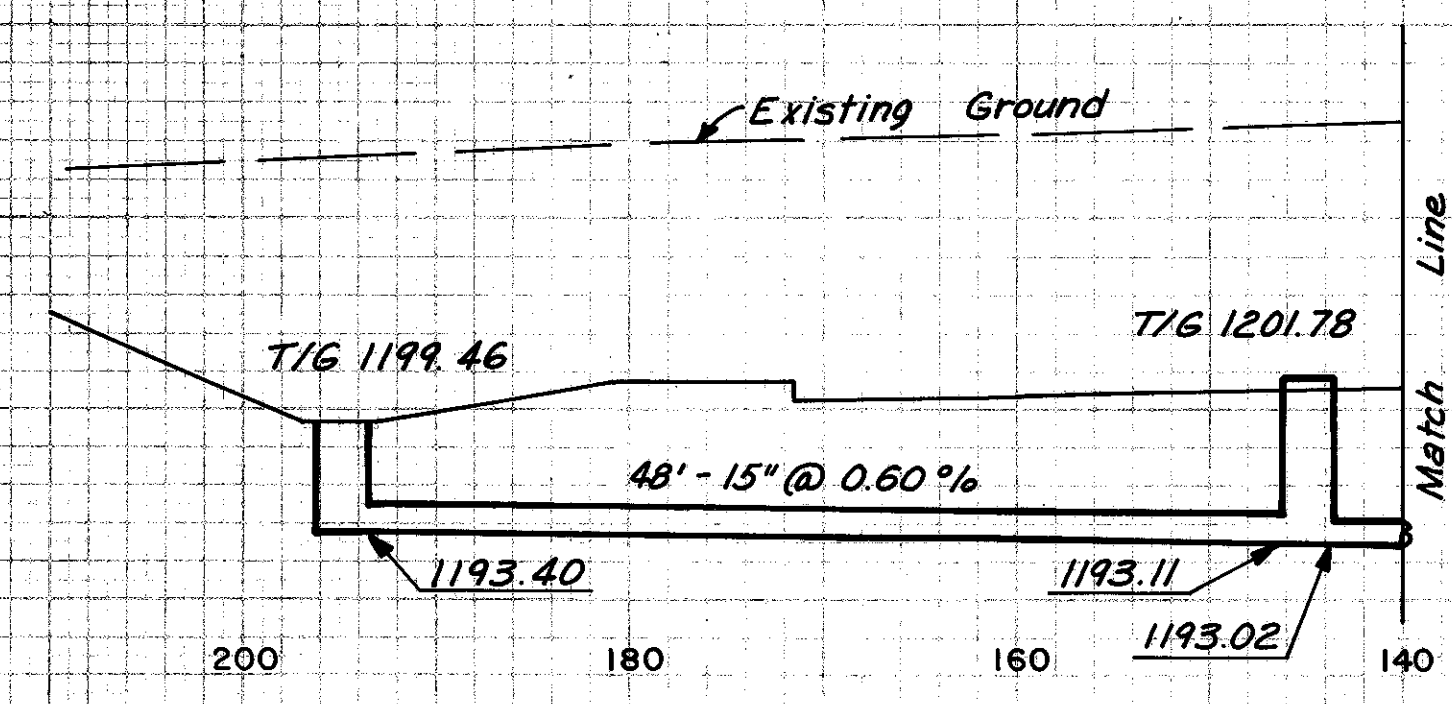 Existing Ground
T/G 1199.46
T/G 1201.78
48' - 15" @ 0.60 %
1193.40
1193.11
1193.02
200
180
160
140
Match Line